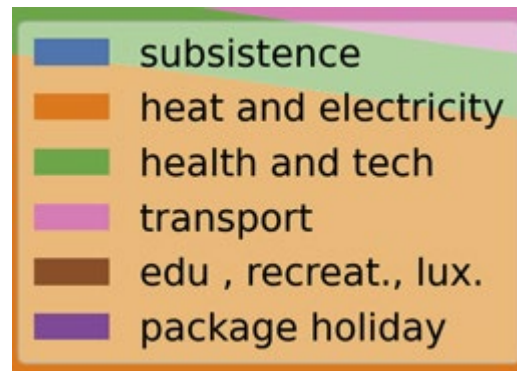 subsistence
heat and electricity
health and tech
transport
edu , recreat., lux.
package holiday